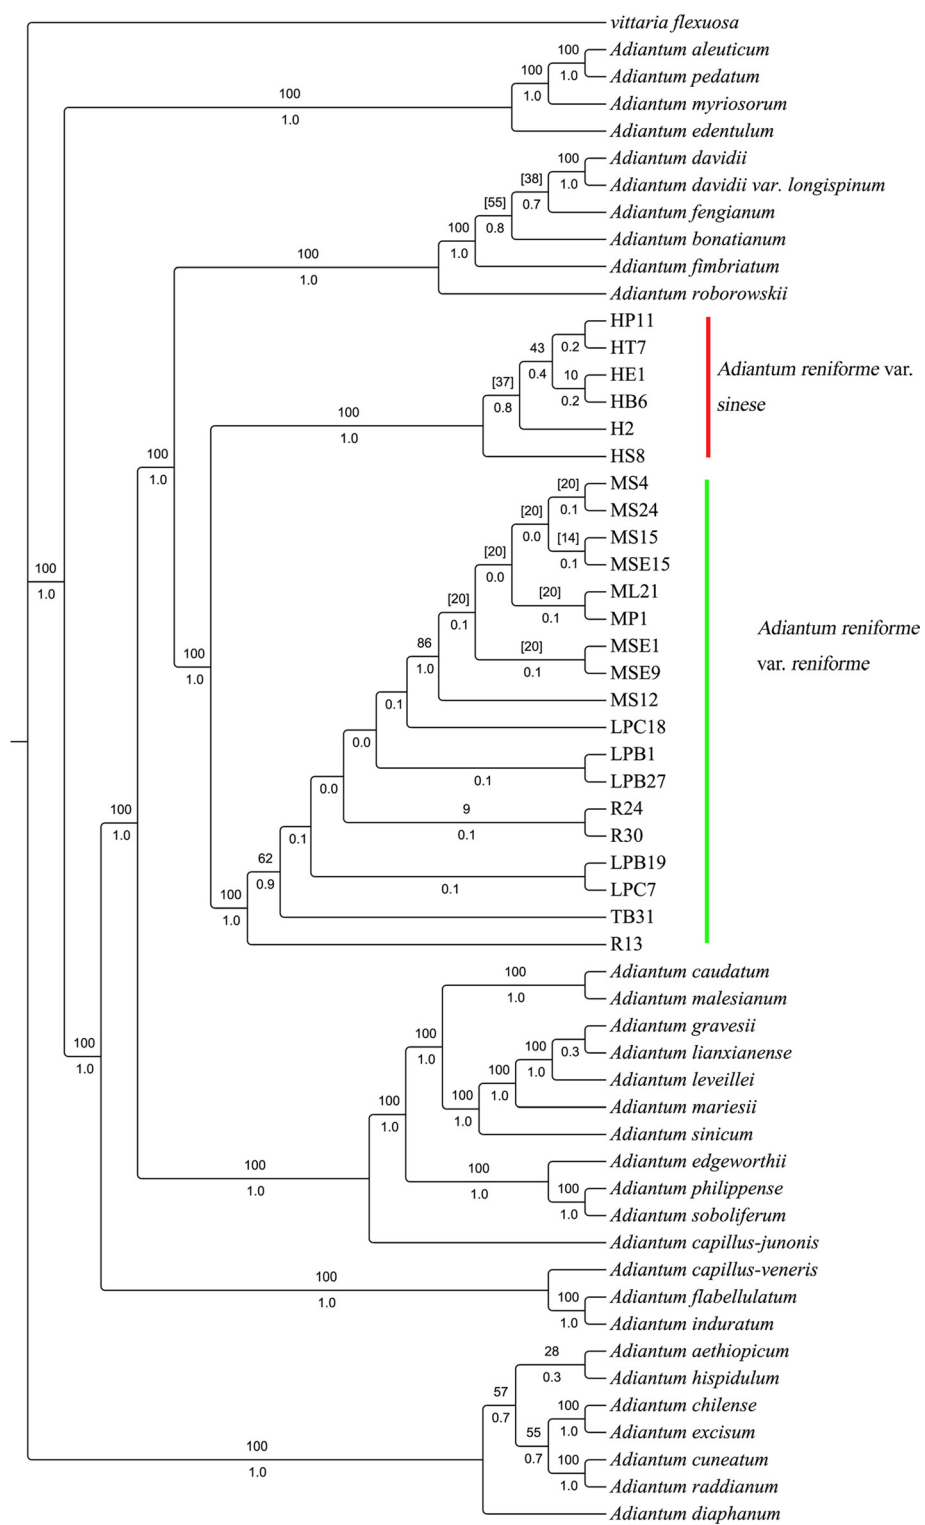 vittaria flexuosa
100
Adiantum aleuticum
100
1.0
Adiantum pedatum
100
1.0
Adiantum myriosorum
1.0
Adiantum edentulum
100
Adiantum davidii
[38]
1.0
Adiantum davidii var. longispinum
[55]
0.7
Adiantum fengianum
100
0.8
Adiantum bonatianum
100
1.0
Adiantum fimbriatum
1.0
Adiantum roborowskii
HP11
43
0.2
HT7
[37]
0.4
10
HE1
Adiantum reniforme var.
100
0.8
0.2
HB6
sinese
1.0
H2
100
1.0
HS8
[20]
MS4
[20]
0.1
MS24
[20]
0.0
[14]
MS15
0.0
0.1
MSE15
100
1.0
[20]
[20]
ML21
0.1
0.1
MP1
86
[20]
MSE1
Adiantum reniforme
100
1.0
1.0
0.1
MSE9
var. reniforme
0.1
MS12
LPC18
0.0
LPB1
0.1
LPB27
0.0
9
R24
100
1.0
0.1
0.1
R30
62
LPB19
100
0.9
0.1
LPC7
1.0
TB31
R13
100
Adiantum caudatum
1.0
Adiantum malesianum
100
100
1.0
100
Adiantum gravesii
1.0
100
1.0
0.3
Adiantum lianxianense
100
100
1.0
Adiantum leveillei
1.0
1.0
Adiantum mariesii
Adiantum sinicum
100
100
Adiantum edgeworthii
1.0
1.0
100
Adiantum philippense
1.0
Adiantum soboliferum
Adiantum capillus-junonis
100
Adiantum capillus-veneris
1.0
100
Adiantum flabellulatum
1.0
Adiantum induratum
28
Adiantum aethiopicum
57
0.3
Adiantum hispidulum
0.7
100
Adiantum chilense
55
1.0
Adiantum excisum
100
0.7
100
Adiantum cuneatum
1.0
1.0
Adiantum raddianum
Adiantum diaphanum